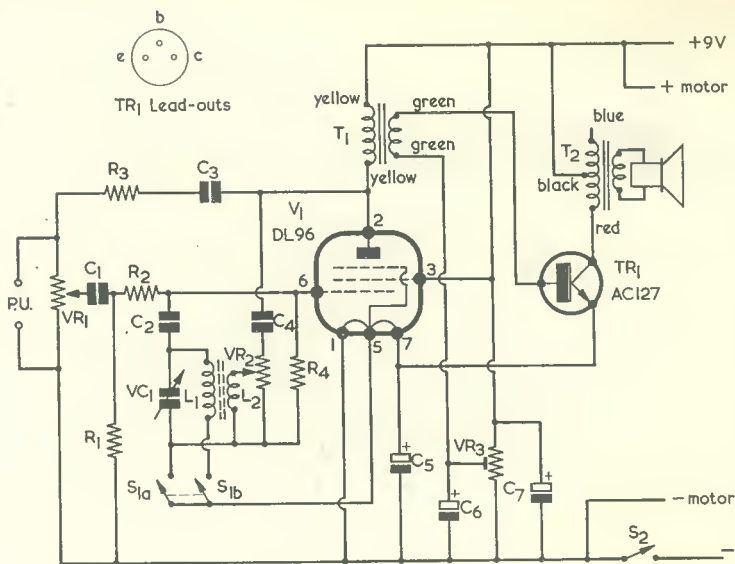 b
e
c
TR1 Lead-outs
+9V
+ motor
yellow
green
T1
green
yellow
blue
T2
black
red
R3
C3
V1
DL96
2
TR1
AC127
P.U.
VR1
C1
R2
6
3
C2
C4
1
5
7
VC1
L1
L2
VR2
R4
R1
C5
+
VR3
C6
+
C7
+
S1a
S1b
– motor
S2
–